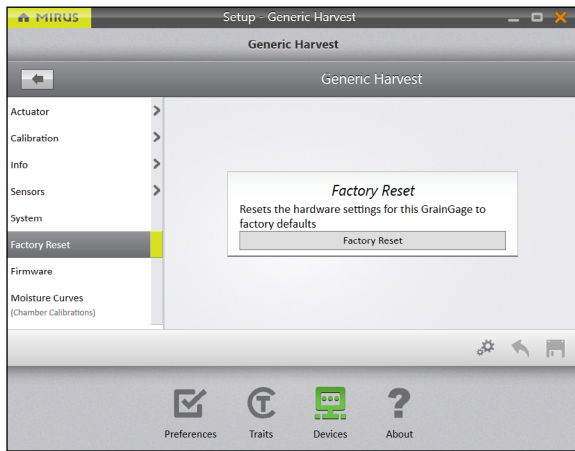 MIRUS
Setup - Generic Harvest
Generic Harvest
Generic Harvest
Actuator
Calibration
Info
Sensors
System
Factory Reset
Firmware
Moisture Curves
(Chamber Calibrations)
Factory Reset
Resets the hardware settings for this GrainGage to
factory defaults
Factory Reset
Preferences
Traits
Devices
About